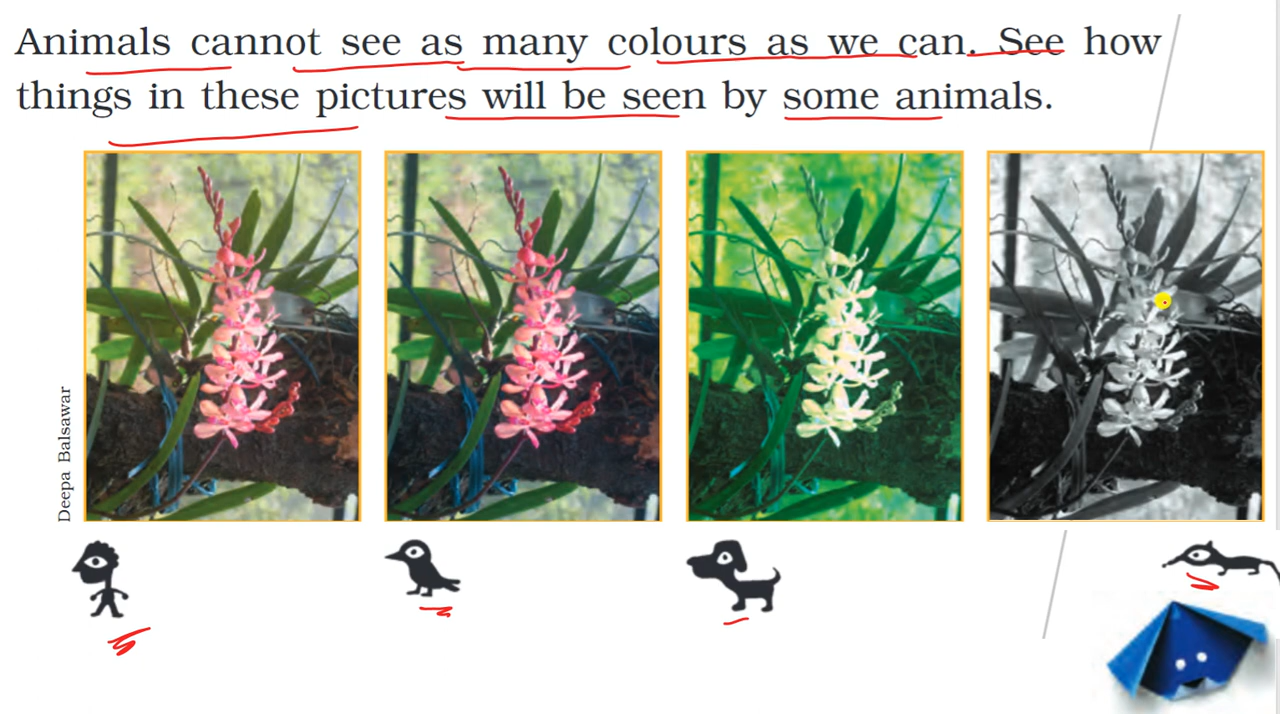 Animals cannot see as many colours as we can. See how
things in these pictures will be seen by some animals.
Deepa Balsawar